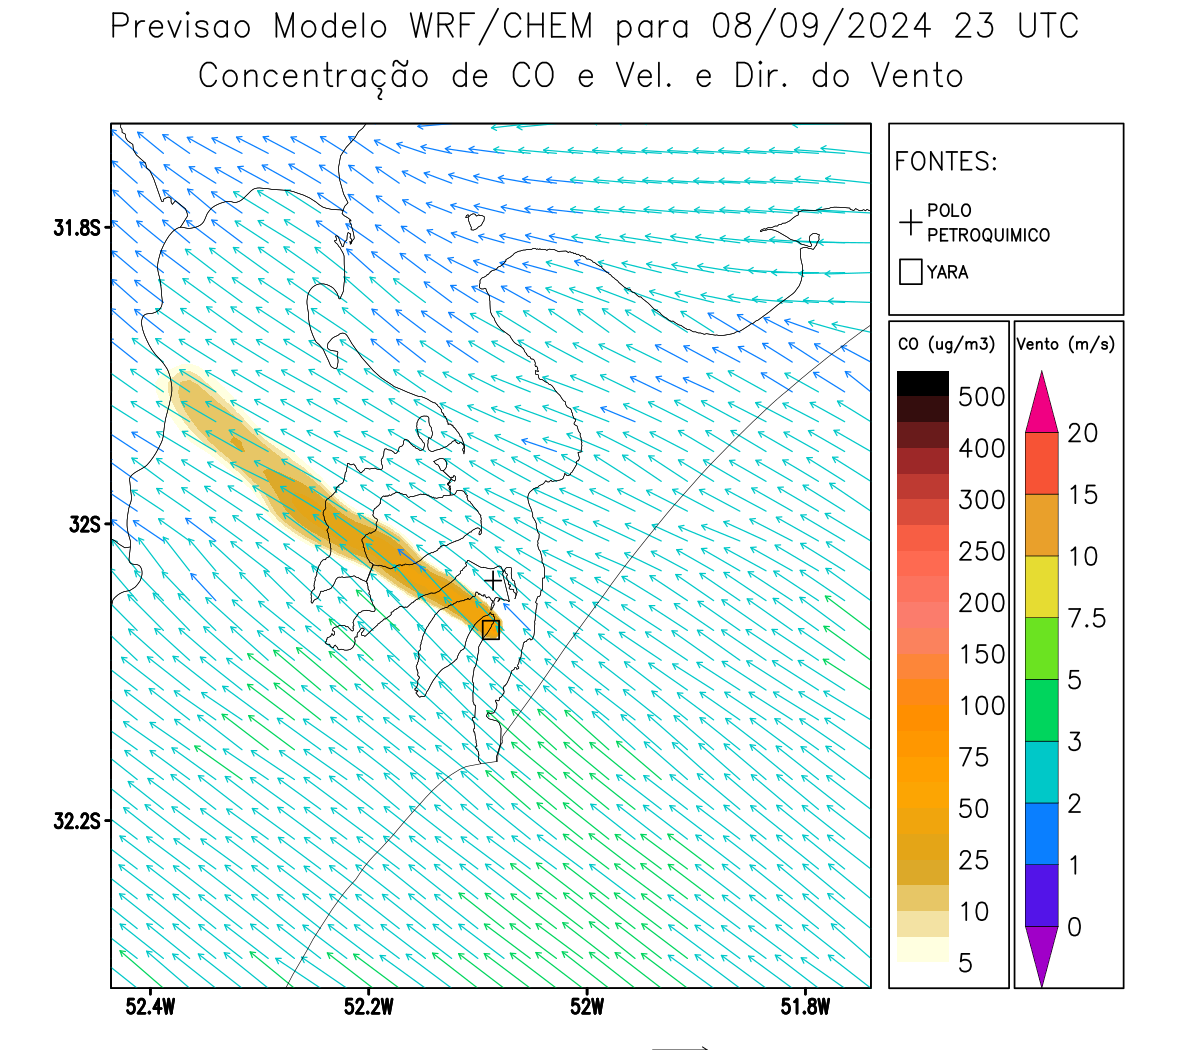 Previsao Modelo WRF/CHEM para 08/09/2024 23 UTC
Concentração de CO e Vel. e Dir. do Vento
FONTES:
POLO
PETROQUIMICO
YARA
CO (ug/m3)
500
400
300
250
200
150
100
75
50
25
10
5
Vento (m/s)
20
15
10
7.5
5
3
2
1
0
31.8S
32S
32.2S
52.4W
52.2W
52W
51.8W